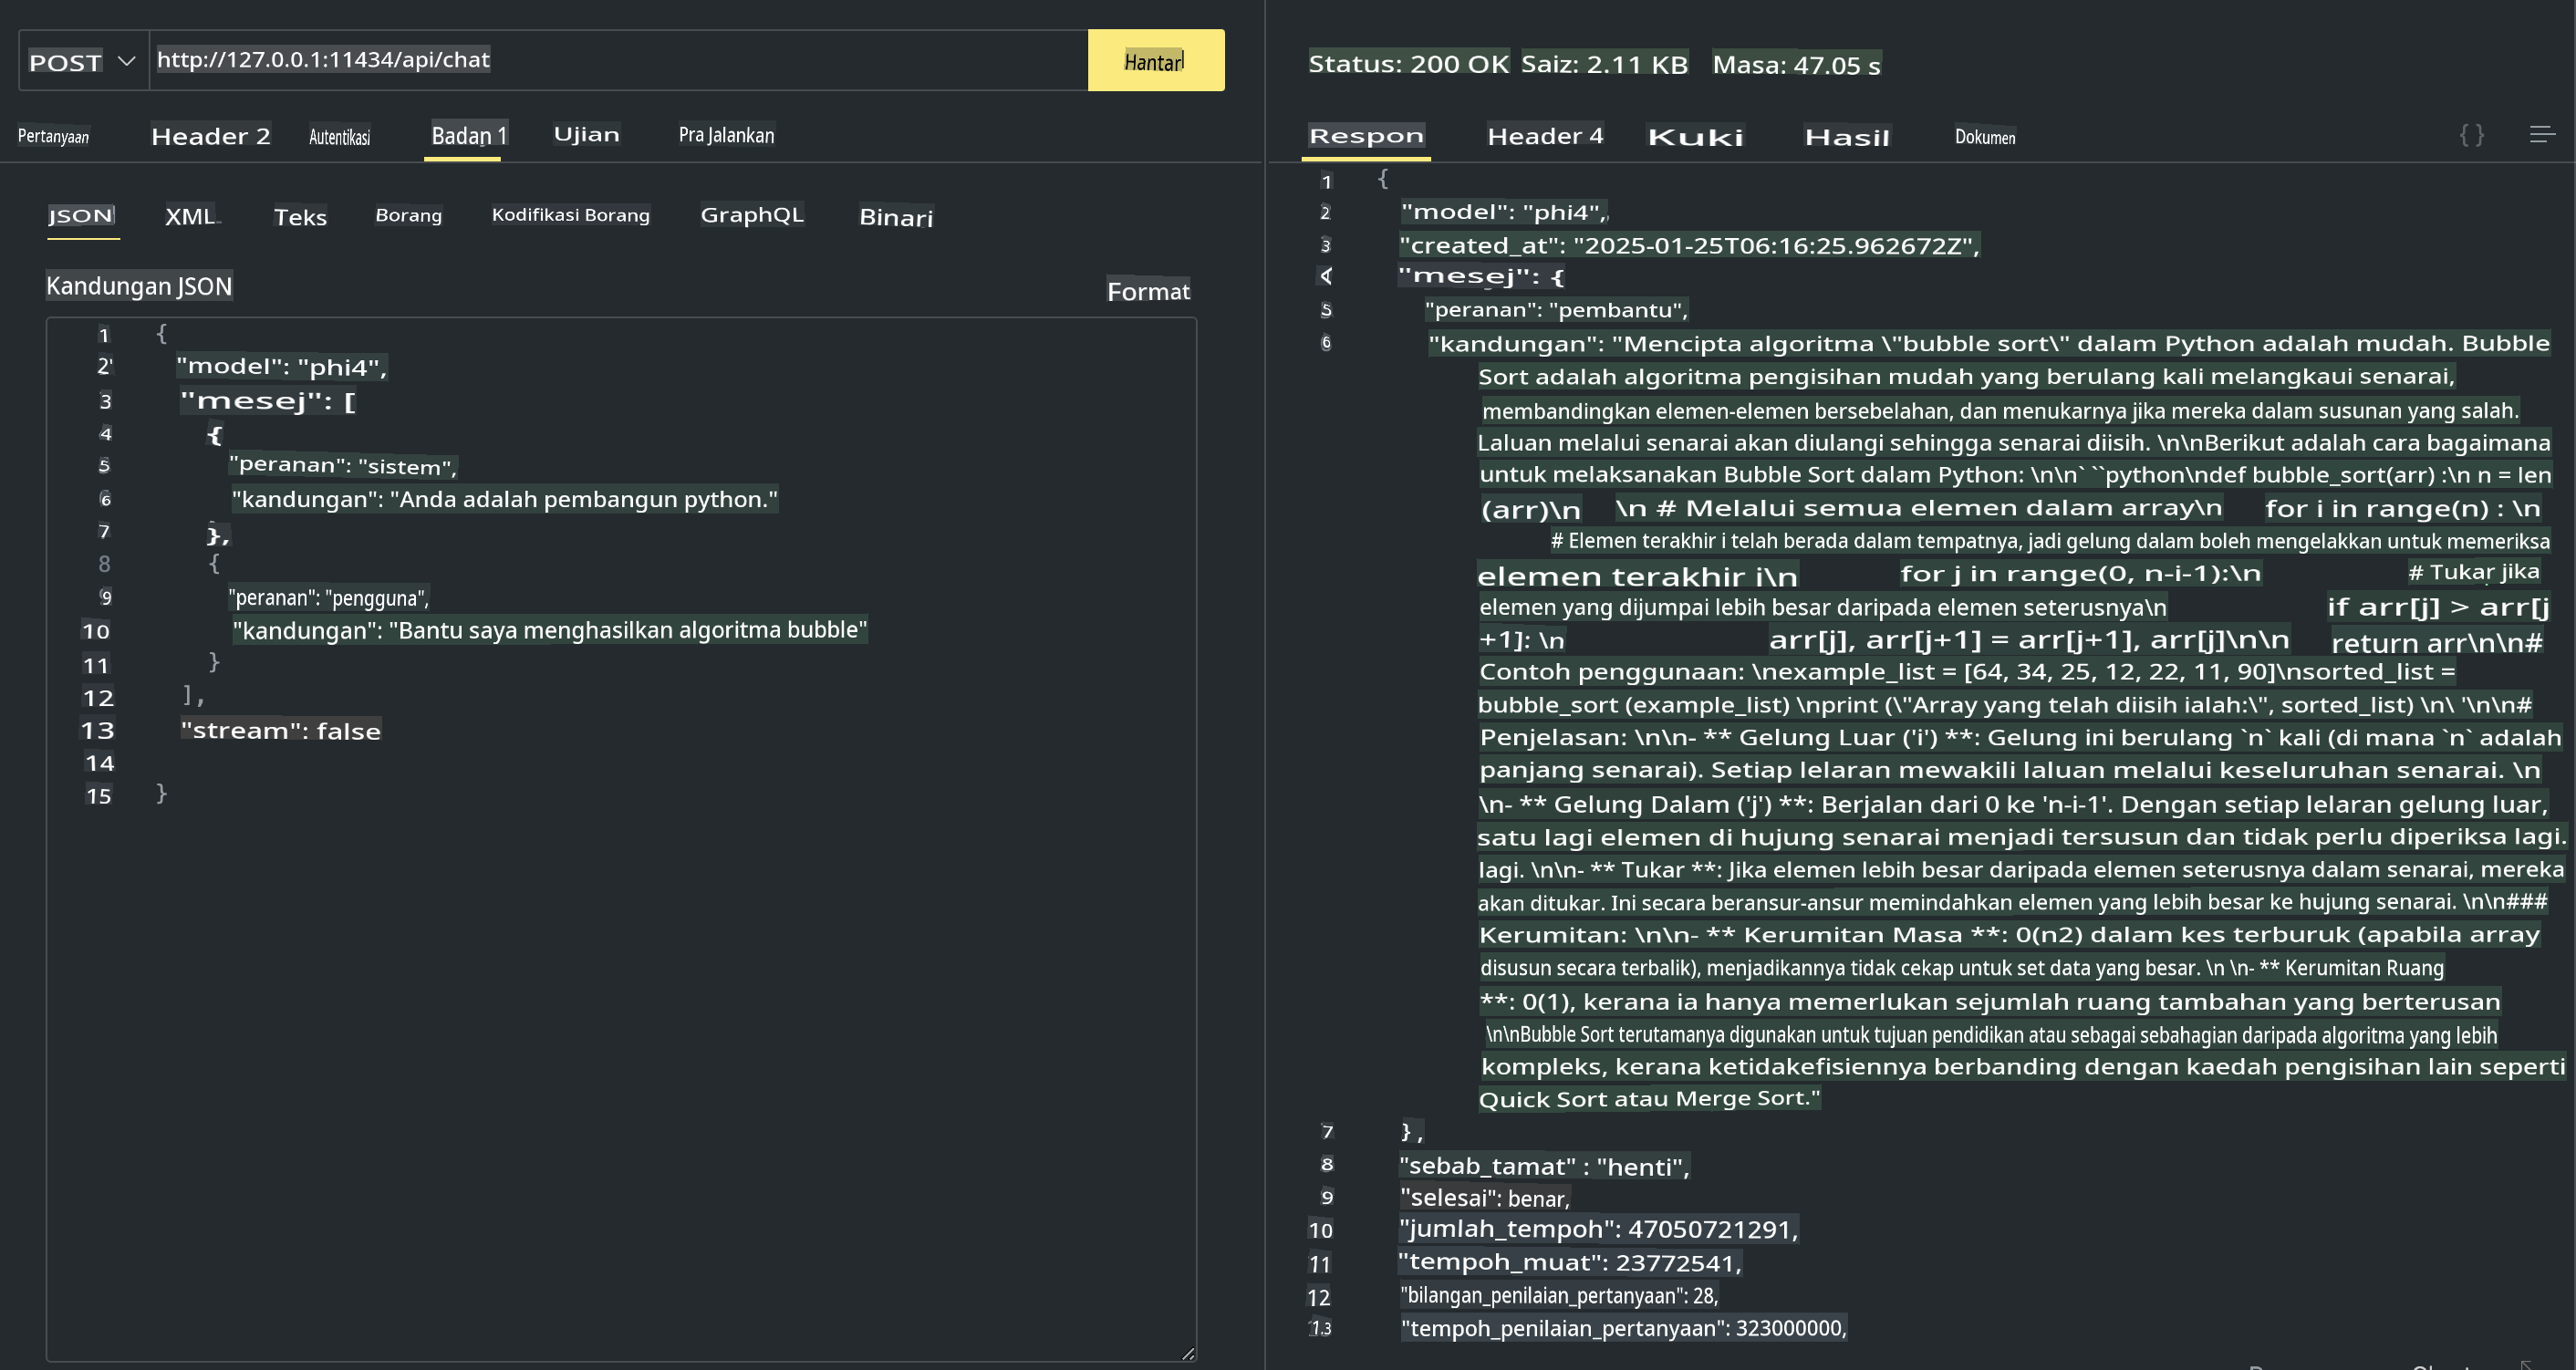 POST http://127.0.0.1:11434/api/chat Hantar
Pertanyaan Header 2 Autentikasi Badan 1 Ujian Pra Jalankan
JSON XML Teks Borang Kodifikasi Borang GraphQL Binari
Kandungan JSON Format
1 {
2 "model": "phi4",
3 "mesej": [
4 {
5 "peranan": "sistem",
6 "kandungan": "Anda adalah pembangun python."
7 },
8 {
9 "peranan": "pengguna",
10 "kandungan": "Bantu saya menghasilkan algoritma bubble"
11 }
12 ],
13 "stream": false
14
15 }
Status: 200 OK Saiz: 2.11 KB Masa: 47.05 s
Respon Header 4 Kuki Hasil Dokumen { }
1 {
2 "model": "phi4",
3 "created_at": "2025-01-25T06:16:25.962672Z",
4 "mesej": {
5 "peranan": "pembantu",
6 "kandungan": "Mencipta algoritma \"bubble sort\" dalam Python adalah mudah. Bubble
Sort adalah algoritma pengisihan mudah yang berulang kali melangkaui senarai,
membandingkan elemen-elemen bersebelahan, dan menukarnya jika mereka dalam susunan yang salah.
Laluan melalui senarai akan diulangi sehingga senarai diisih. \n\nBerikut adalah cara bagaimana
untuk melaksanakan Bubble Sort dalam Python: \n\n` ``python\ndef bubble_sort(arr) :\n n = len
(arr)\n \n # Melalui semua elemen dalam array\n for i in range(n) : \n
# Elemen terakhir i telah berada dalam tempatnya, jadi gelung dalam boleh mengelakkan untuk memeriksa
elemen terakhir i\n for j in range(0, n-i-1):\n # Tukar jika
elemen yang dijumpai lebih besar daripada elemen seterusnya\n if arr[j] > arr[j
+1]: \n arr[j], arr[j+1] = arr[j+1], arr[j]\n\n return arr\n\n#
Contoh penggunaan: \nexample_list = [64, 34, 25, 12, 22, 11, 90]\nsorted_list =
bubble_sort (example_list) \nprint (\"Array yang telah diisih ialah:\", sorted_list) \n\ '\n\n#
Penjelasan: \n\n- ** Gelung Luar ('i') **: Gelung ini berulang `n` kali (di mana `n` adalah
panjang senarai). Setiap lelaran mewakili laluan melalui keseluruhan senarai. \n
\n- ** Gelung Dalam ('j') **: Berjalan dari 0 ke 'n-i-1'. Dengan setiap lelaran gelung luar,
satu lagi elemen di hujung senarai menjadi tersusun dan tidak perlu diperiksa lagi.
lagi. \n\n- ** Tukar **: Jika elemen lebih besar daripada elemen seterusnya dalam senarai, mereka
akan ditukar. Ini secara beransur-ansur memindahkan elemen yang lebih besar ke hujung senarai. \n\n###
Kerumitan: \n\n- ** Kerumitan Masa **: 0(n2) dalam kes terburuk (apabila array
disusun secara terbalik), menjadikannya tidak cekap untuk set data yang besar. \n \n- ** Kerumitan Ruang
**: 0(1), kerana ia hanya memerlukan sejumlah ruang tambahan yang berterusan
\n\nBubble Sort terutamanya digunakan untuk tujuan pendidikan atau sebagai sebahagian daripada algoritma yang lebih
kompleks, kerana ketidakefisiennya berbanding dengan kaedah pengisihan lain seperti
Quick Sort atau Merge Sort."
7 },
8 "sebab_tamat" : "henti",
9 "selesai": benar,
10 "jumlah_tempoh": 47050721291,
11 "tempoh_muat": 23772541,
12 "bilangan_penilaian_pertanyaan": 28,
13 "tempoh_penilaian_pertanyaan": 323000000,